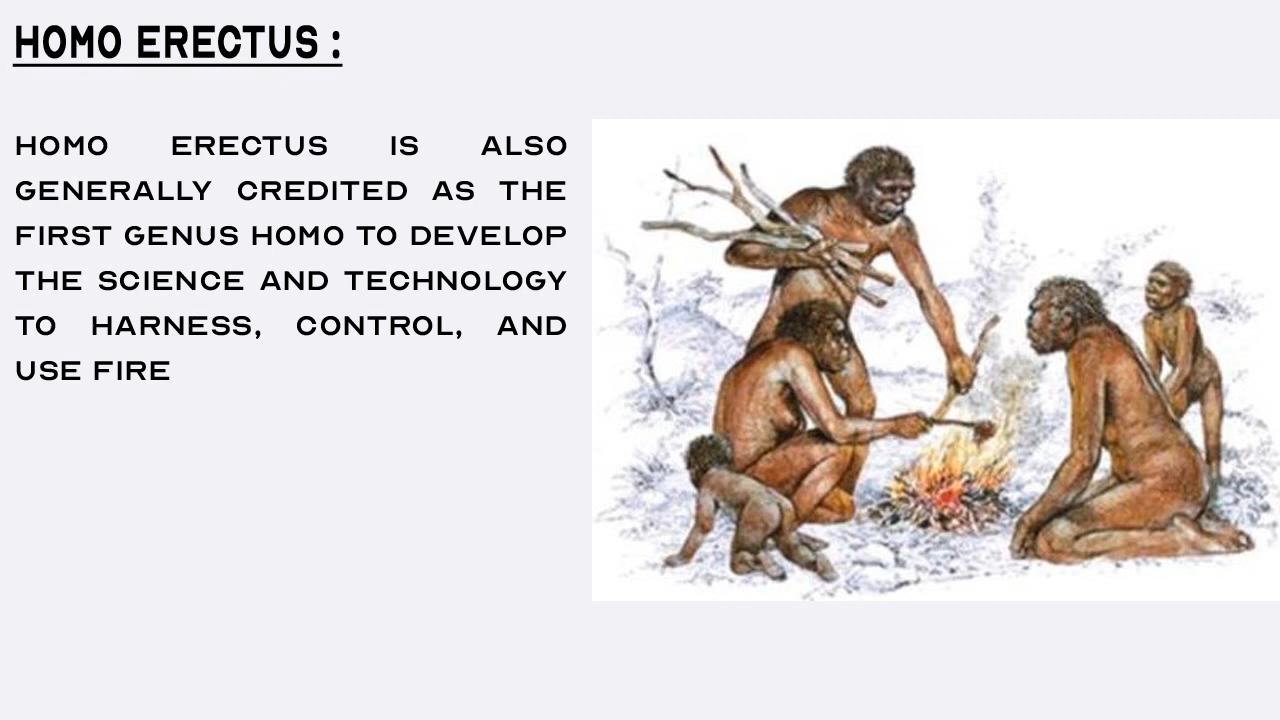 HOMO ERECTUS :
HOMO ERECTUS IS ALSO
GENERALLY CREDITED AS THE
FIRST GENUS HOMO TO DEVELOP
THE SCIENCE AND TECHNOLOGY
TO HARNESS, CONTROL, AND
USE FIRE